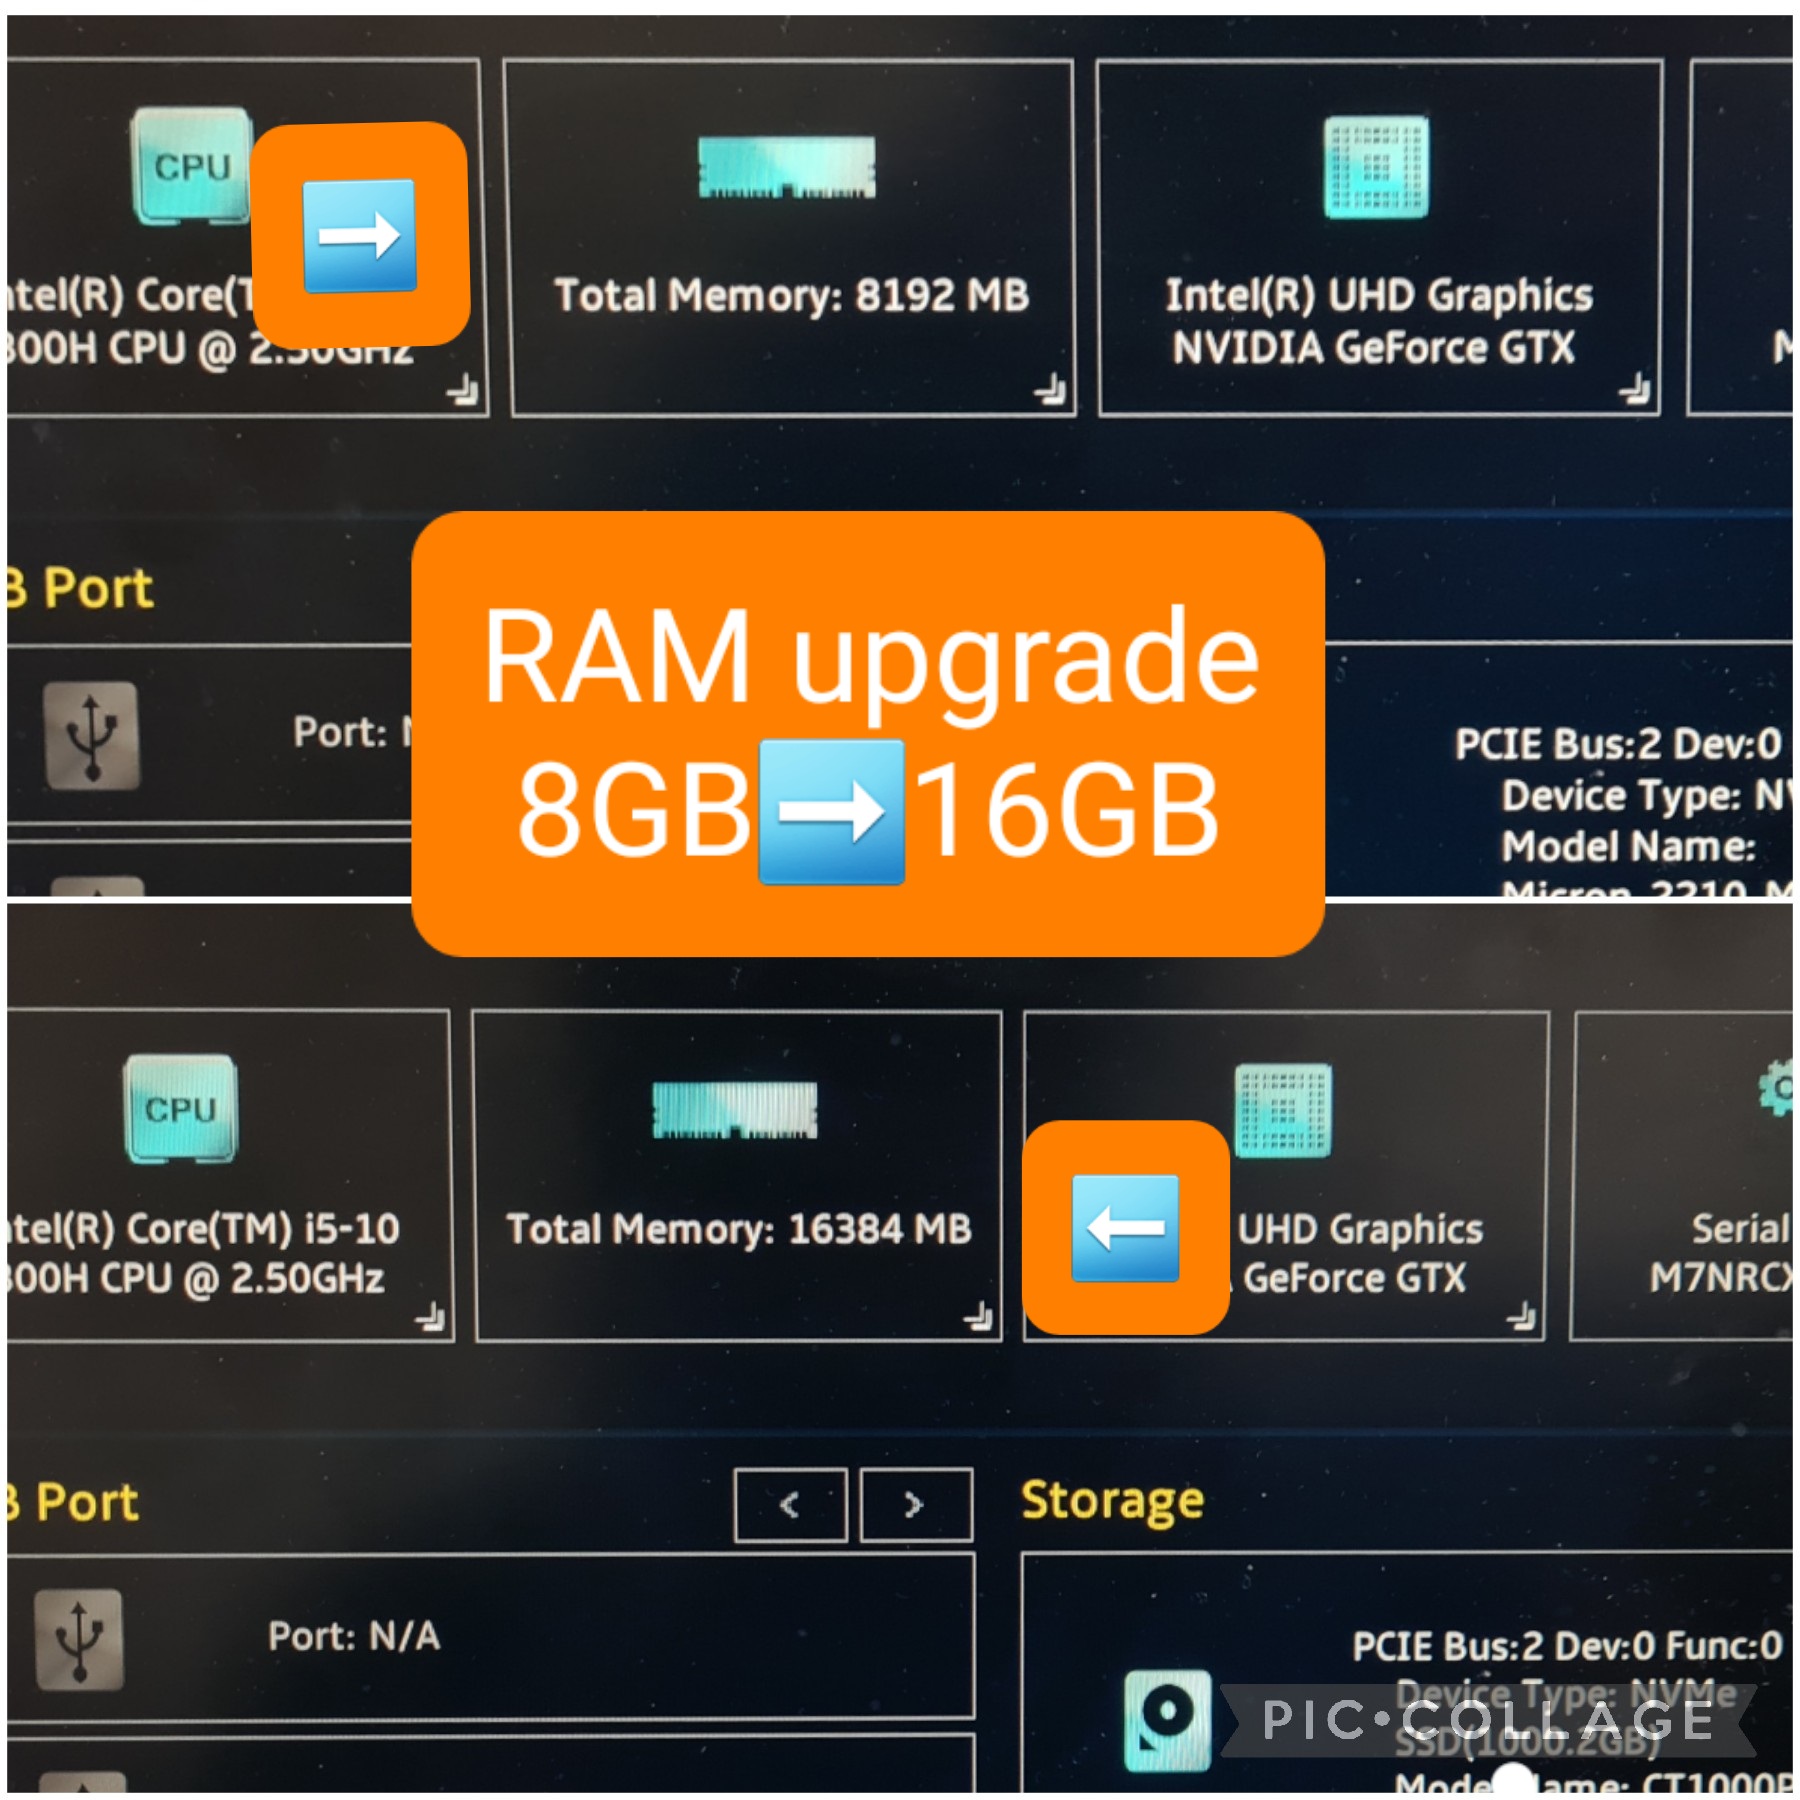 CPU
ntel(R) Core(T
300H CPU @ 2.50GHz
Total Memory: 8192 MB
Intel(R) UHD Graphics
NVIDIA GeForce GTX
B Port
Port: N
RAM upgrade
8GB➡16GB
PCIE Bus:2 Dev:0
Device Type: NV
Model Name:
Micron 2210 M
CPU
ntel(R) Core(TM) i5-10
300H CPU @ 2.50GHz
Total Memory: 16384 MB
UHD Graphics
GeForce GTX
Serial
M7NRCX
B Port
< >
Storage
Port: N/A
PCIE Bus:2 Dev:0 Func:0
Device Type: NVMe
SSD(1000.2GB)
PIC•COLLAGE
Model Name: CT1000P